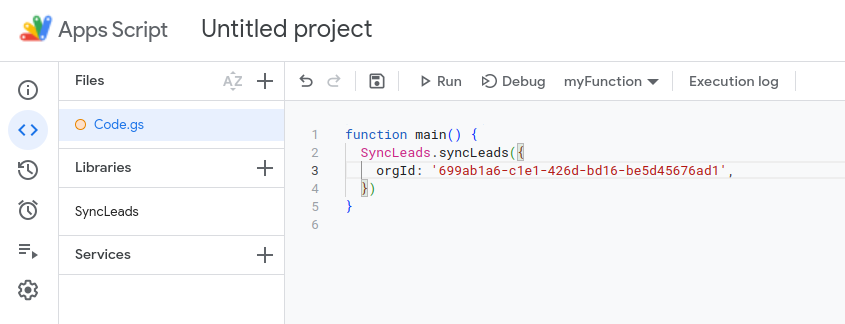 Apps Script Untitled project
Files AZ
Run Debug myFunction Execution log
Code.gs
Libraries
SyncLeads
Services
1 function main() {
2 SyncLeads.syncLeads({
3 orgId: '699ab1a6-c1e1-426d-bd16-be5d45676ad1',
4 })
5 }
6